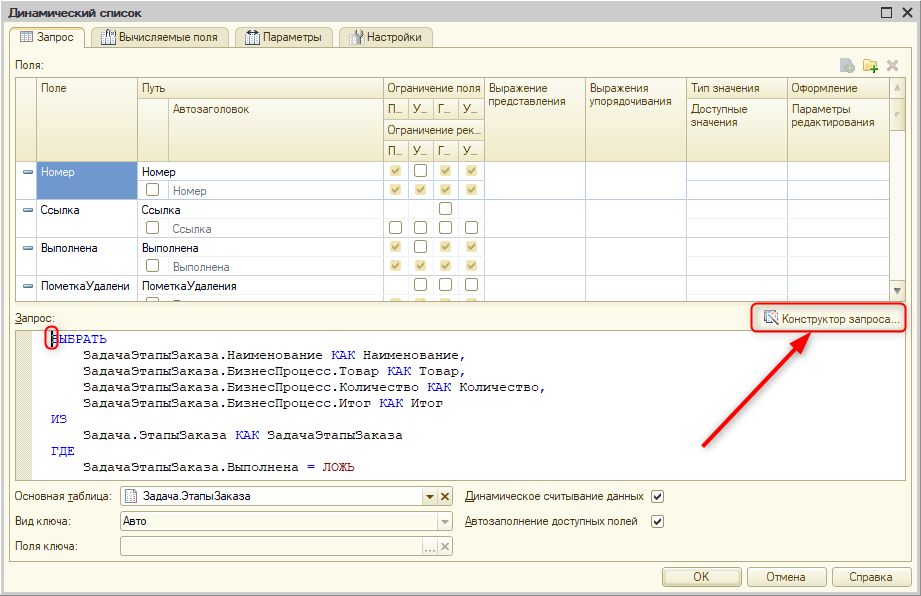 Динамический список
Запрос Вычисляемые поля Параметры Настройки
Поля:
Поле Путь Ограничение поля Выражение представления Выражения упорядочивания Тип значения Оформление
Автозаголовок П... У... Г... У... Доступные значения Параметры редактирования
Ограничение рек...
П... У... Г... У...
Номер Номер
Номер
Ссылка Ссылка
Ссылка
Выполнена Выполнена
Выполнена
ПометкаУдалени ПометкаУдаления
Запрос: Конструктор запроса...
ВЫБРАТЬ
ЗадачаЭтапыЗаказа.Наименование КАК Наименование,
ЗадачаЭтапыЗаказа.БизнесПроцесс.Товар КАК Товар,
ЗадачаЭтапыЗаказа.БизнесПроцесс.Количество КАК Количество,
ЗадачаЭтапыЗаказа.БизнесПроцесс.Итог КАК Итог
ИЗ
Задача.ЭтапыЗаказа КАК ЗадачаЭтапыЗаказа
ГДЕ
ЗадачаЭтапыЗаказа.Выполнена = ЛОЖЬ
Основная таблица: Задача.ЭтапыЗаказа Динамическое считывание данных
Вид ключа: Авто Автозаполнение доступных полей
Поля ключа: ...
ОК Отмена Справка